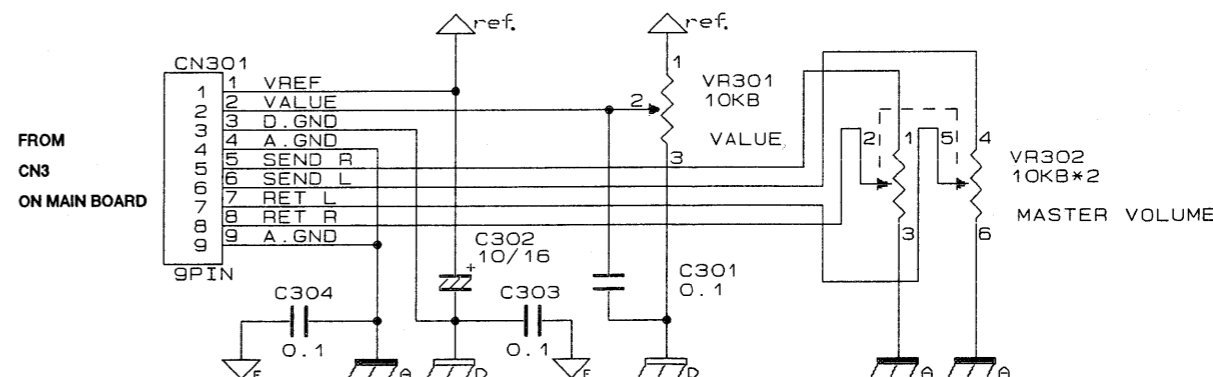 ref.
ref.
CN301
1 1 VREF
2 2 VALUE
3 3 D.GND
4 4 A.GND
5 5 SEND R
6 6 SEND L
7 7 RET L
8 8 RET R
9 9 A.GND
9PIN
FROM
CN3
ON MAIN BOARD
1
2
3
VR301
10KB
VALUE
2
1
3
5
4
6
VR302
10KB*2
MASTER VOLUME
C302
+
10/16
C301
0.1
C304
0.1
C303
0.1
F
A
D
F
D
A
A